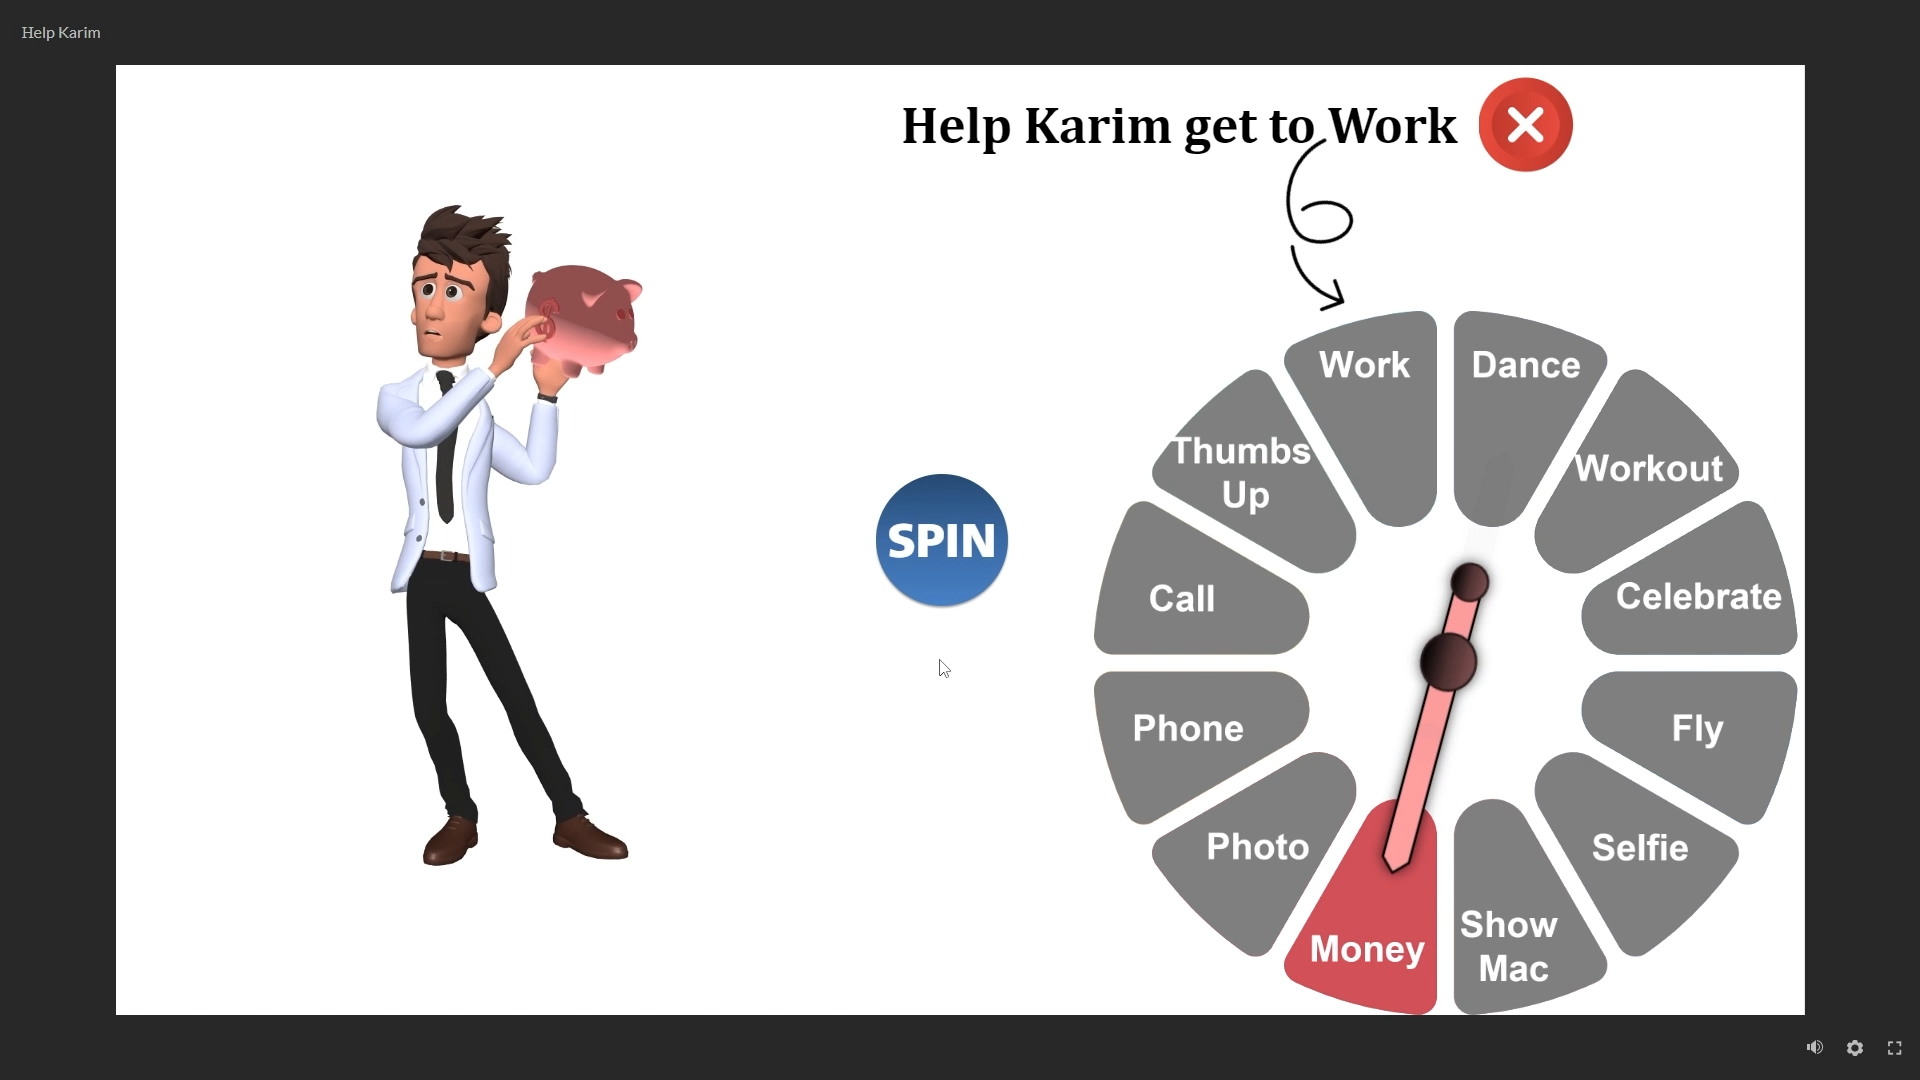 Help Karim
Help Karim get to Work
Work
Dance
Thumbs
Up
Workout
Call
Celebrate
SPIN
Phone
Fly
Photo
Selfie
Money
Show
Mac